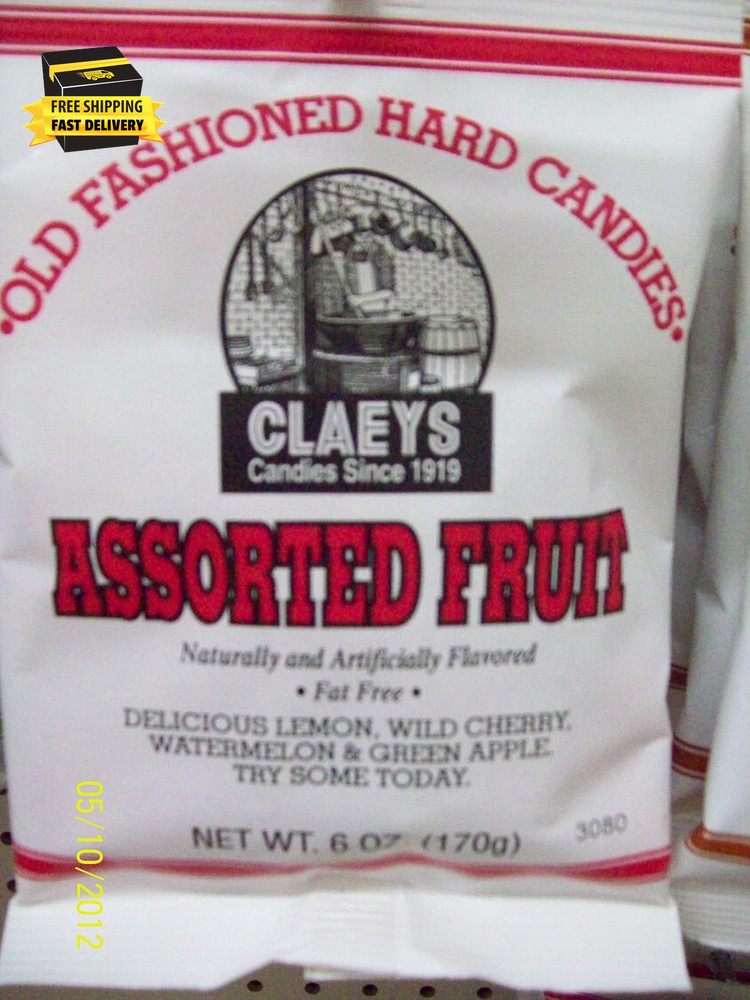 FREE SHIPPING
FAST DELIVERY
•OLD FASHIONED HARD CANDIES•
CLAEYS
Candies Since 1919
ASSORTED FRUIT
Naturally and Artificially Flavored
• Fat Free •
DELICIOUS LEMON, WILD CHERRY,
WATERMELON & GREEN APPLE.
TRY SOME TODAY.
NET WT. 6 OZ (170g)
3080
05/10/2012